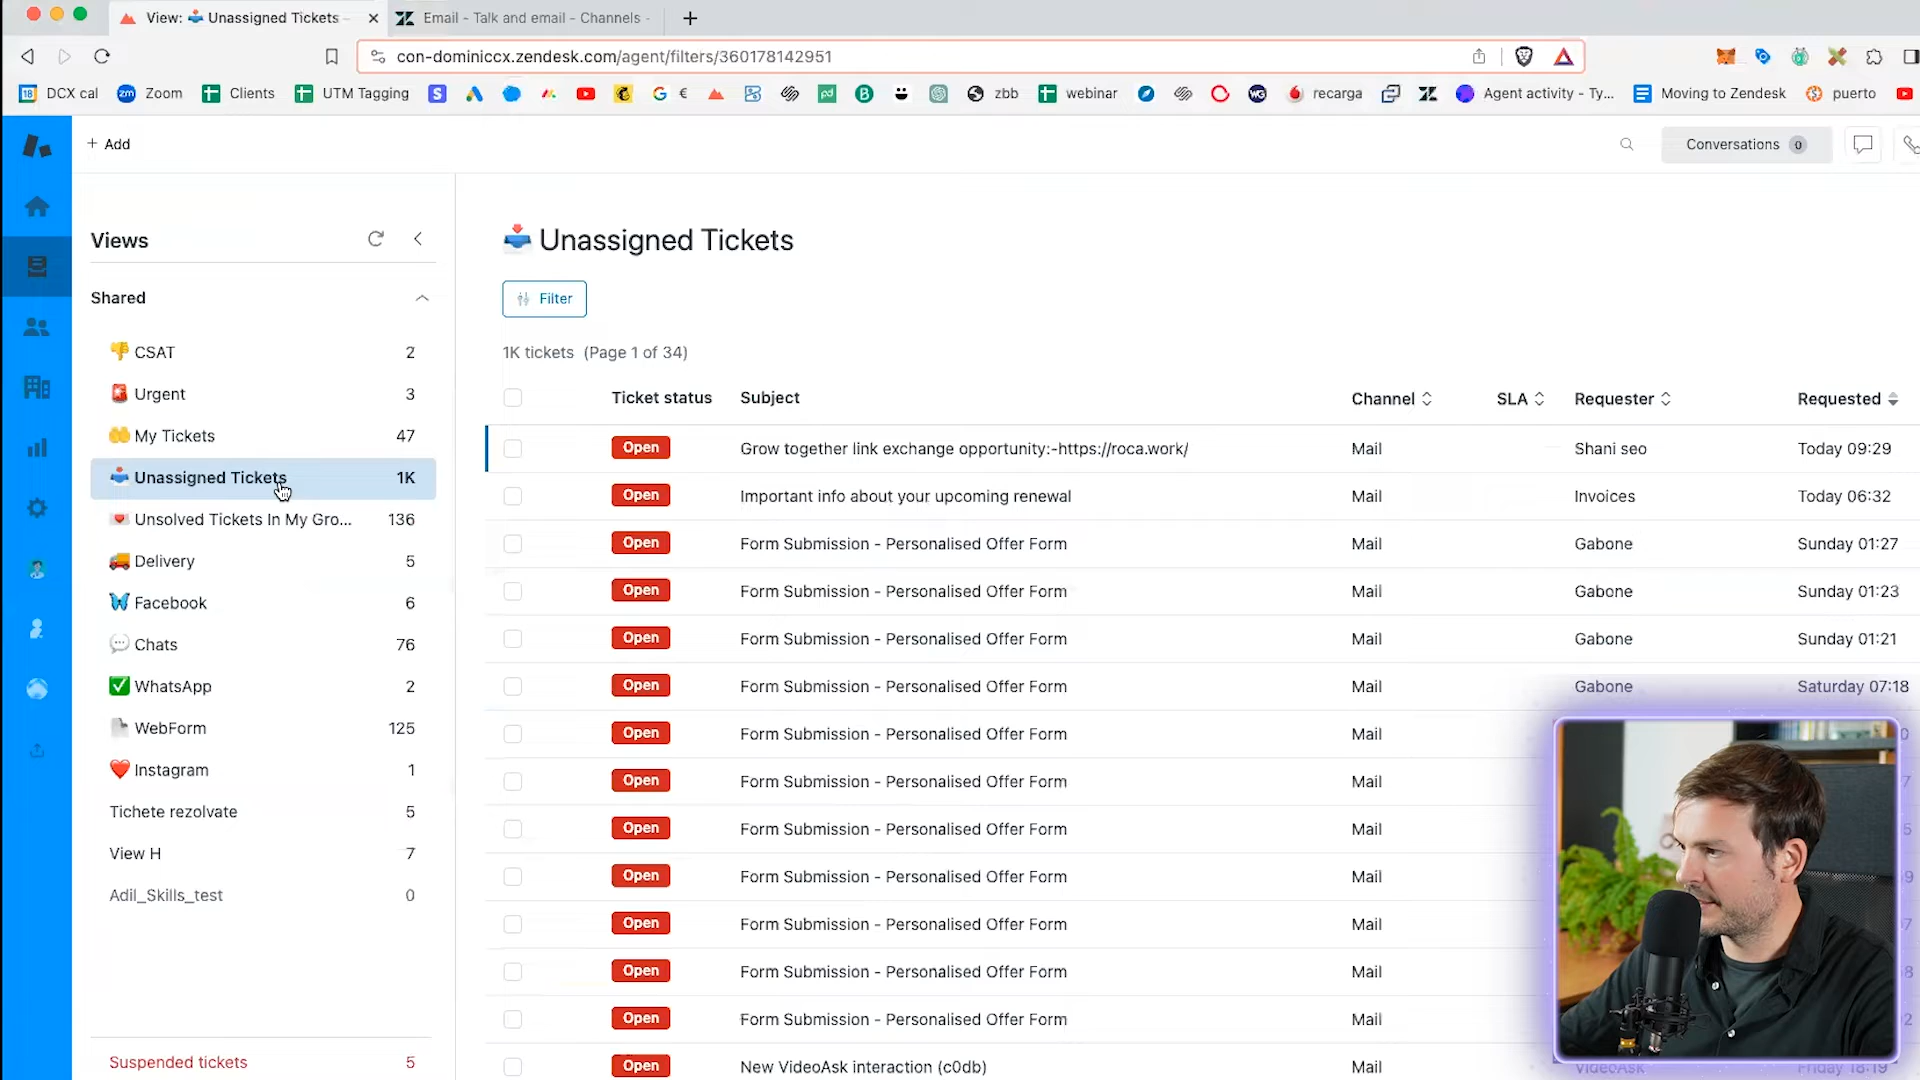 View: Unassigned Tickets
Email - Talk and email - Channels -
con-dominiccx.zendesk.com/agent/filters/360178142951
DCX cal
Zoom
Clients
UTM Tagging
€
zbb
webinar
recarga
Agent activity - Ty...
Moving to Zendesk
puerto
+ Add
Conversations 0
Views
Shared
CSAT 2
Urgent 3
My Tickets 47
Unassigned Tickets 1K
Unsolved Tickets In My Gro... 136
Delivery 5
Facebook 6
Chats 76
WhatsApp 2
WebForm 125
Instagram 1
Tichete rezolvate 5
View H 7
Adil_Skills_test 0
Suspended tickets 5
Unassigned Tickets
Filter
1K tickets (Page 1 of 34)
Ticket status Subject Channel SLA Requester Requested
Open Grow together link exchange opportunity:-https://roca.work/ Mail Shani seo Today 09:29
Open Important info about your upcoming renewal Mail Invoices Today 06:32
Open Form Submission - Personalised Offer Form Mail Gabone Sunday 01:27
Open Form Submission - Personalised Offer Form Mail Gabone Sunday 01:23
Open Form Submission - Personalised Offer Form Mail Gabone Sunday 01:21
Open Form Submission - Personalised Offer Form Mail Gabone Saturday 07:18
Open Form Submission - Personalised Offer Form Mail
Open Form Submission - Personalised Offer Form Mail
Open Form Submission - Personalised Offer Form Mail
Open Form Submission - Personalised Offer Form Mail
Open Form Submission - Personalised Offer Form Mail
Open Form Submission - Personalised Offer Form Mail
Open Form Submission - Personalised Offer Form Mail
Open New VideoAsk interaction (c0db) Mail VideoAsk Friday 18:19